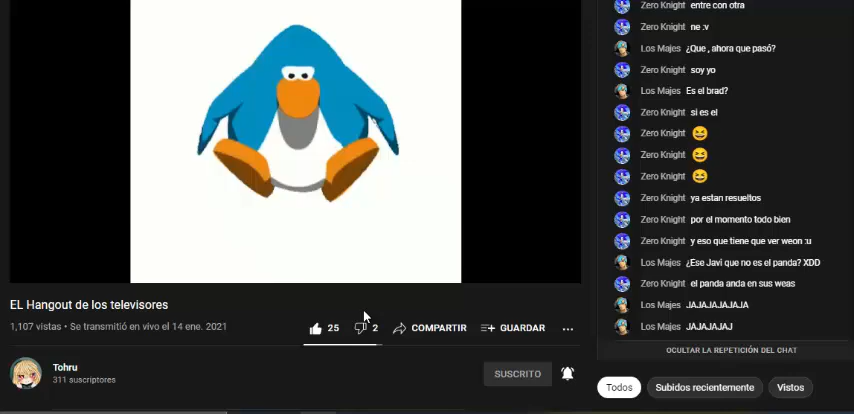 EL Hangout de los televisores
1,107 vistas • Se transmitió en vivo el 14 ene. 2021
25
2
COMPARTIR
GUARDAR
Tohru
311 suscriptores
SUSCRITO
Zero Knight entre con otra
Zero Knight ne :v
Los Majes ¿Que , ahora que pasó?
Zero Knight soy yo
Los Majes Es el brad?
Zero Knight si es el
Zero Knight 😆
Zero Knight 😆
Zero Knight 😆
Zero Knight ya estan resueltos
Zero Knight por el momento todo bien
Zero Knight y eso que tiene que ver weon :u
Los Majes ¿Ese Javi que no es el panda? XDD
Zero Knight el panda anda en sus weas
Los Majes JAJAJAJAJAJA
Los Majes JAJAJAJAJ
OCULTAR LA REPETICIÓN DEL CHAT
Todos
Subidos recientemente
Vistos